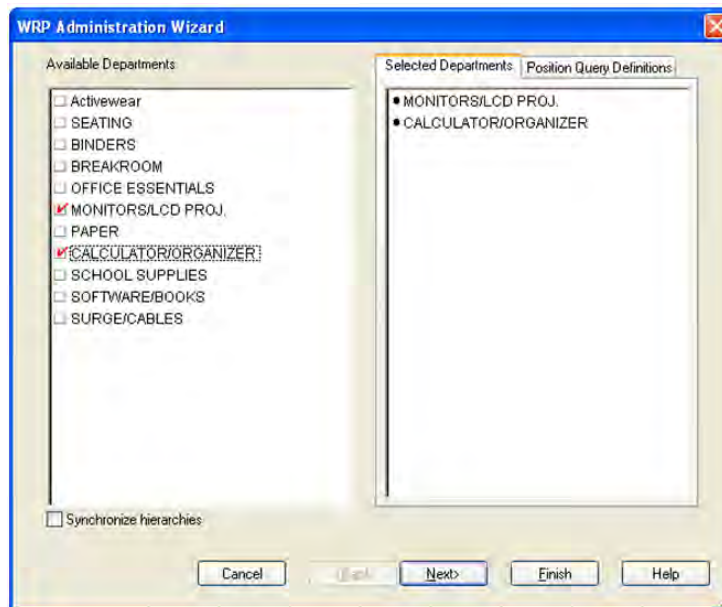 WRP Administration Wizard
Available Departments
Activewear
SEATING
BINDERS
BREAKROOM
OFFICE ESSENTIALS
MONITORS/LCD PROJ.
PAPER
CALCULATOR/ORGANIZER
SCHOOL SUPPLIES
SOFTWARE/BOOKS
SURGE/CABLES
Synchronize hierarchies
Selected Departments Position Query Definitions
MONITORS/LCD PROJ.
CALCULATOR/ORGANIZER
Cancel Next> Finish Help